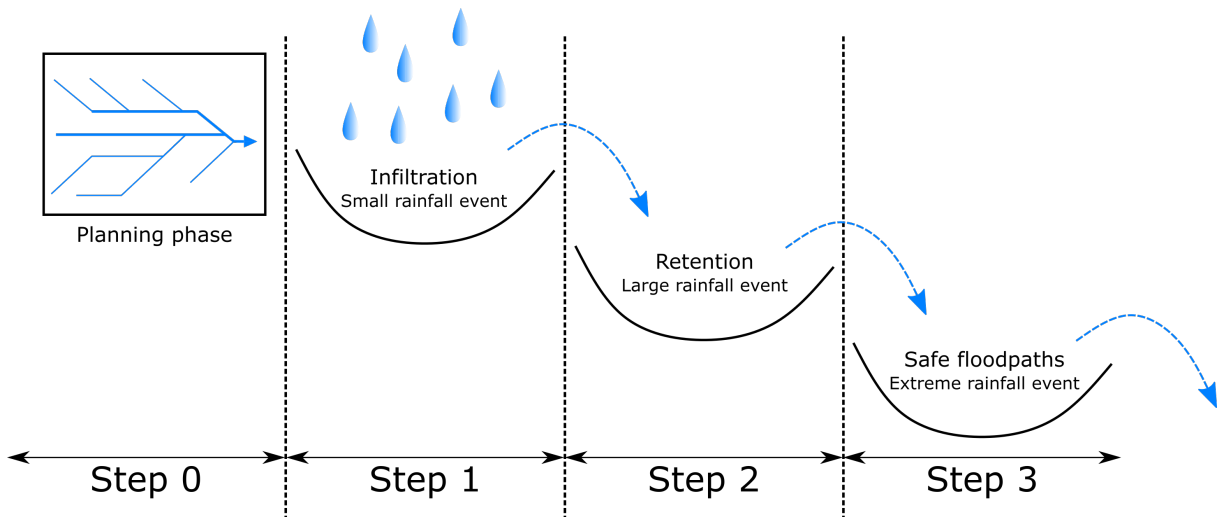 Planning phase
Infiltration
Small rainfall event
Retention
Large rainfall event
Safe floodpaths
Extreme rainfall event
Step 0
Step 1
Step 2
Step 3